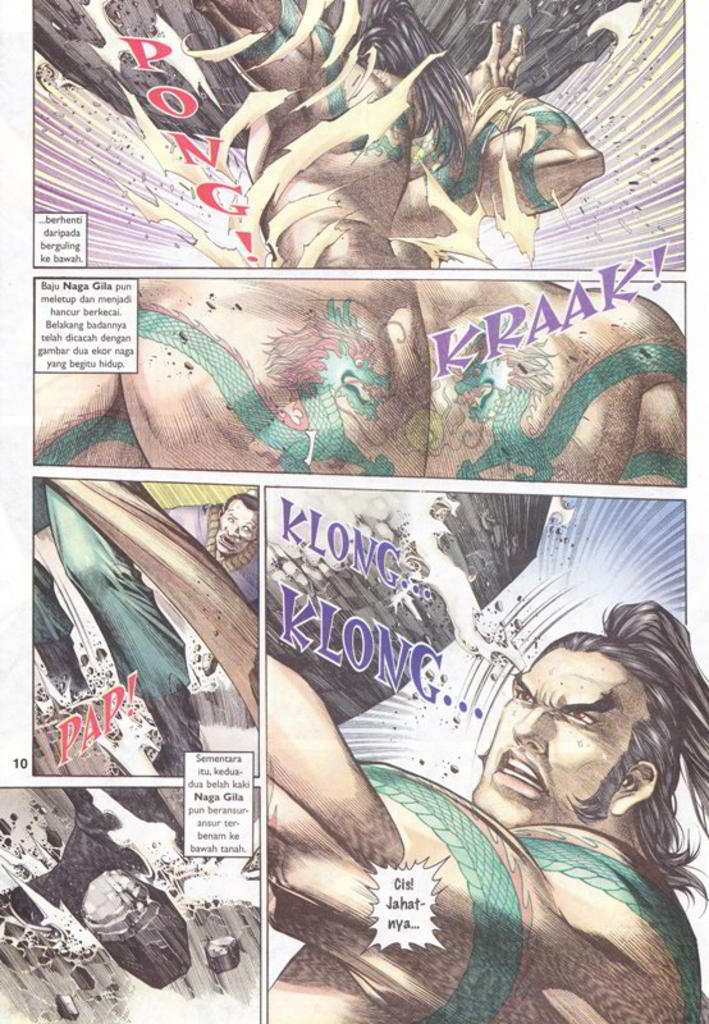 PONG!
...berhenti
daripada
berguling
ke bawah.
Baju Naga Gila pun
meletup dan menjadi
hancur berkecai.
Belakang badannya
telah dicacah dengan
gambar dua ekor naga
yang begitu hidup.
KRAAK!
PAP!
Sementara
itu, kedua-
dua belah kaki
Naga Gila
pun beransur-
ansur ter-
benam ke
bawah tanah.
KLONG...
KLONG....
Cis!
Jahat-
nya...
10